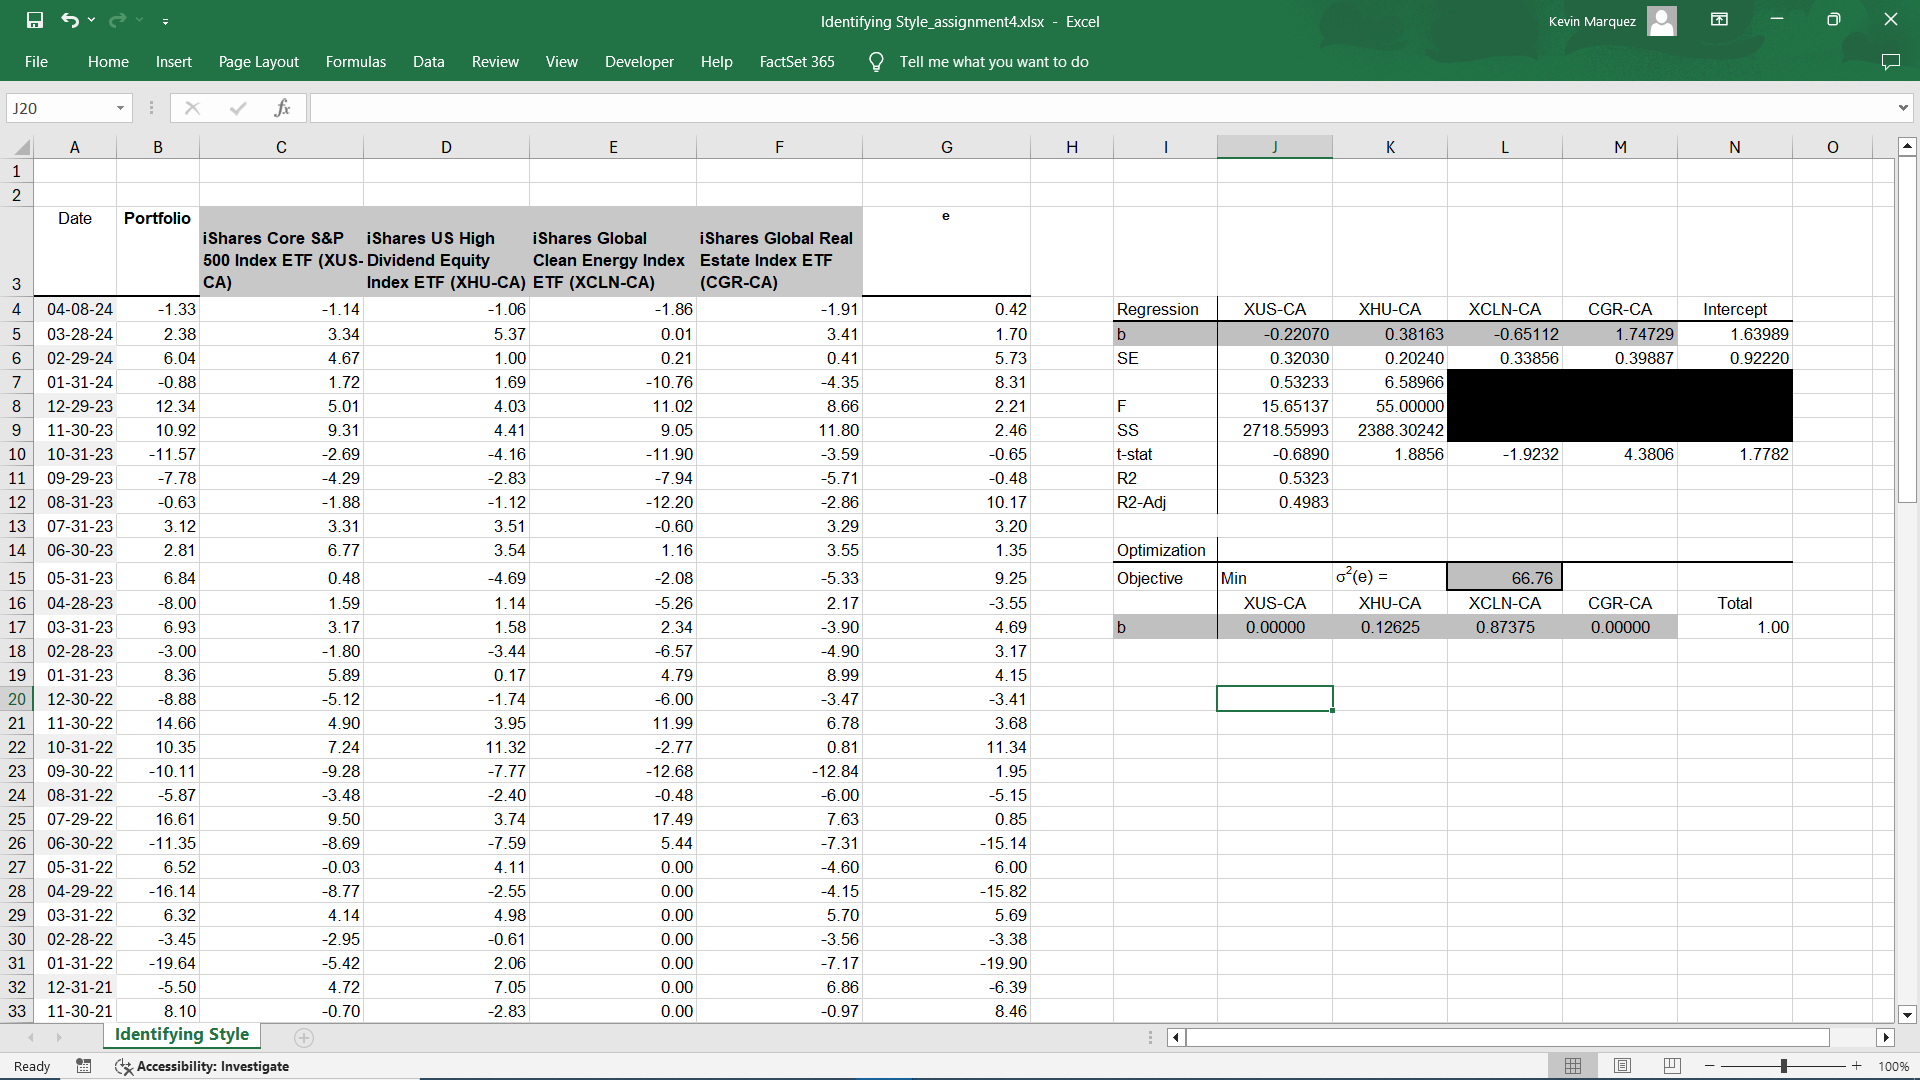 Identifying Style_assignment4.xlsx - Excel
Kevin Marquez
File Home Insert Page Layout Formulas Data Review View Developer Help FactSet 365 Tell me what you want to do
J20 fx
A B C D E F G H I J K L M N O
1
2
3 Date Portfolio iShares Core S&P 500 Index ETF (XUS-CA) iShares US High Dividend Equity Index ETF (XHU-CA) iShares Global Clean Energy Index ETF (XCLN-CA) iShares Global Real Estate Index ETF (CGR-CA) e
4 04-08-24 -1.33 -1.14 -1.06 -1.86 -1.91 0.42 Regression XUS-CA XHU-CA XCLN-CA CGR-CA Intercept
5 03-28-24 2.38 3.34 5.37 0.01 3.41 1.70 b -0.22070 0.38163 -0.65112 1.74729 1.63989
6 02-29-24 6.04 4.67 1.00 0.21 0.41 5.73 SE 0.32030 0.20240 0.33856 0.39887 0.92220
7 01-31-24 -0.88 1.72 1.69 -10.76 -4.35 8.31 0.53233 6.58966
8 12-29-23 12.34 5.01 4.03 11.02 8.66 2.21 F 15.65137 55.00000
9 11-30-23 10.92 9.31 4.41 9.05 11.80 2.46 SS 2718.55993 2388.30242
10 10-31-23 -11.57 -2.69 -4.16 -11.90 -3.59 -0.65 t-stat -0.6890 1.8856 -1.9232 4.3806 1.7782
11 09-29-23 -7.78 -4.29 -2.83 -7.94 -5.71 -0.48 R2 0.5323
12 08-31-23 -0.63 -1.88 -1.12 -12.20 -2.86 10.17 R2-Adj 0.4983
13 07-31-23 3.12 3.31 3.51 -0.60 3.29 3.20
14 06-30-23 2.81 6.77 3.54 1.16 3.55 1.35 Optimization
15 05-31-23 6.84 0.48 -4.69 -2.08 -5.33 9.25 Objective Min σ²(e) = 66.76
16 04-28-23 -8.00 1.59 1.14 -5.26 2.17 -3.55 XUS-CA XHU-CA XCLN-CA CGR-CA Total
17 03-31-23 6.93 3.17 1.58 2.34 -3.90 4.69 b 0.00000 0.12625 0.87375 0.00000 1.00
18 02-28-23 -3.00 -1.80 -3.44 -6.57 -4.90 3.17
19 01-31-23 8.36 5.89 0.17 4.79 8.99 4.15
20 12-30-22 -8.88 -5.12 -1.74 -6.00 -3.47 -3.41
21 11-30-22 14.66 4.90 3.95 11.99 6.78 3.68
22 10-31-22 10.35 7.24 11.32 -2.77 0.81 11.34
23 09-30-22 -10.11 -9.28 -7.77 -12.68 -12.84 1.95
24 08-31-22 -5.87 -3.48 -2.40 -0.48 -6.00 -5.15
25 07-29-22 16.61 9.50 3.74 17.49 7.63 0.85
26 06-30-22 -11.35 -8.69 -7.59 5.44 -7.31 -15.14
27 05-31-22 6.52 -0.03 4.11 0.00 -4.60 6.00
28 04-29-22 -16.14 -8.77 -2.55 0.00 -4.15 -15.82
29 03-31-22 6.32 4.14 4.98 0.00 5.70 5.69
30 02-28-22 -3.45 -2.95 -0.61 0.00 -3.56 -3.38
31 01-31-22 -19.64 -5.42 2.06 0.00 -7.17 -19.90
32 12-31-21 -5.50 4.72 7.05 0.00 6.86 -6.39
33 11-30-21 8.10 -0.70 -2.83 0.00 -0.97 8.46
Identifying Style
Ready Accessibility: Investigate 100%